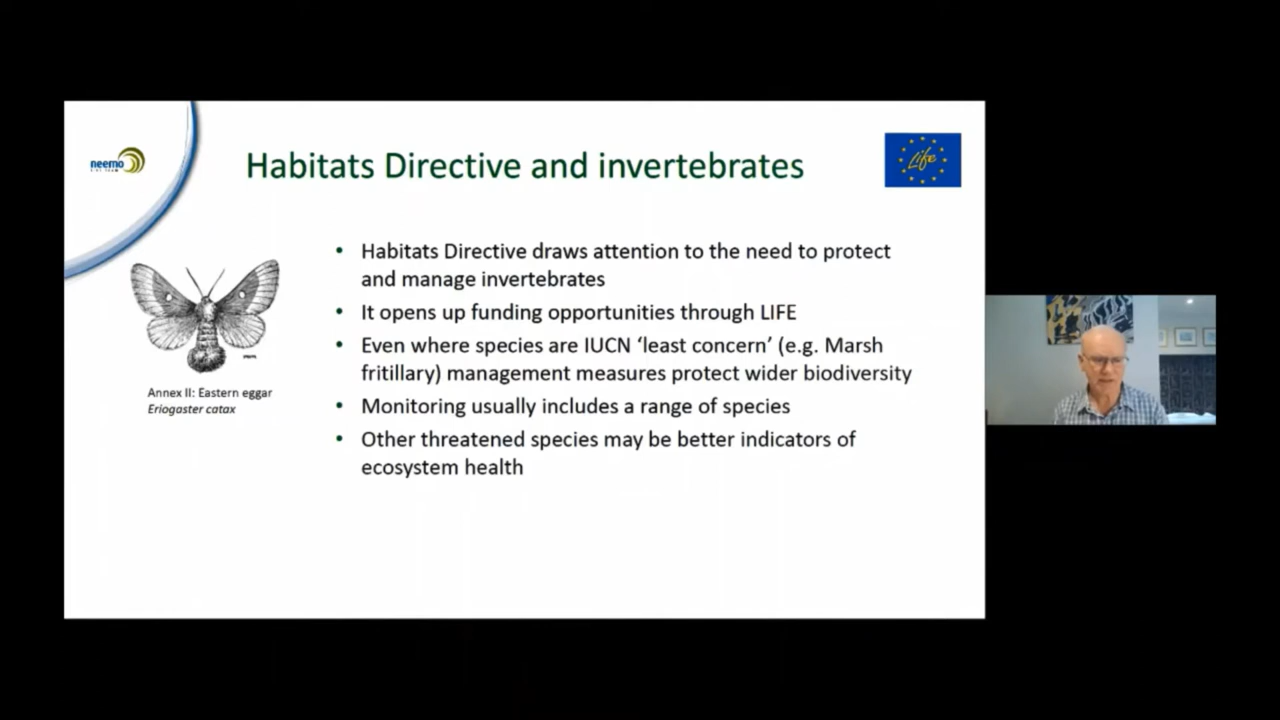 neemo
Life
Habitats Directive and invertebrates
• Habitats Directive draws attention to the need to protect
and manage invertebrates
• It opens up funding opportunities through LIFE
• Even where species are IUCN ‘least concern’ (e.g. Marsh
fritillary) management measures protect wider biodiversity
• Monitoring usually includes a range of species
• Other threatened species may be better indicators of
ecosystem health
Annex II: Eastern eggar
Eriogaster catax